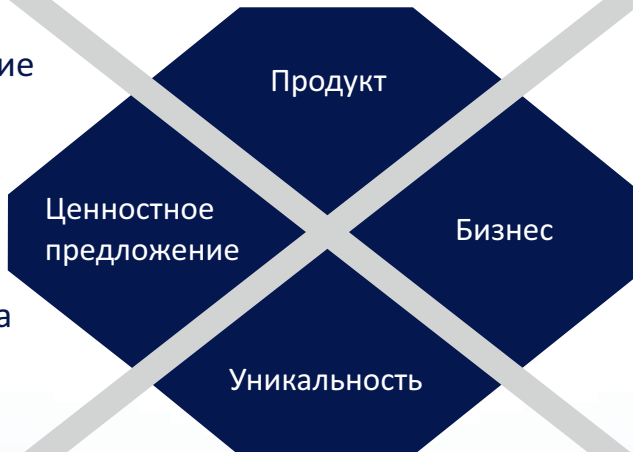 Продукт
Ценностное
предложение
Бизнес
Уникальность